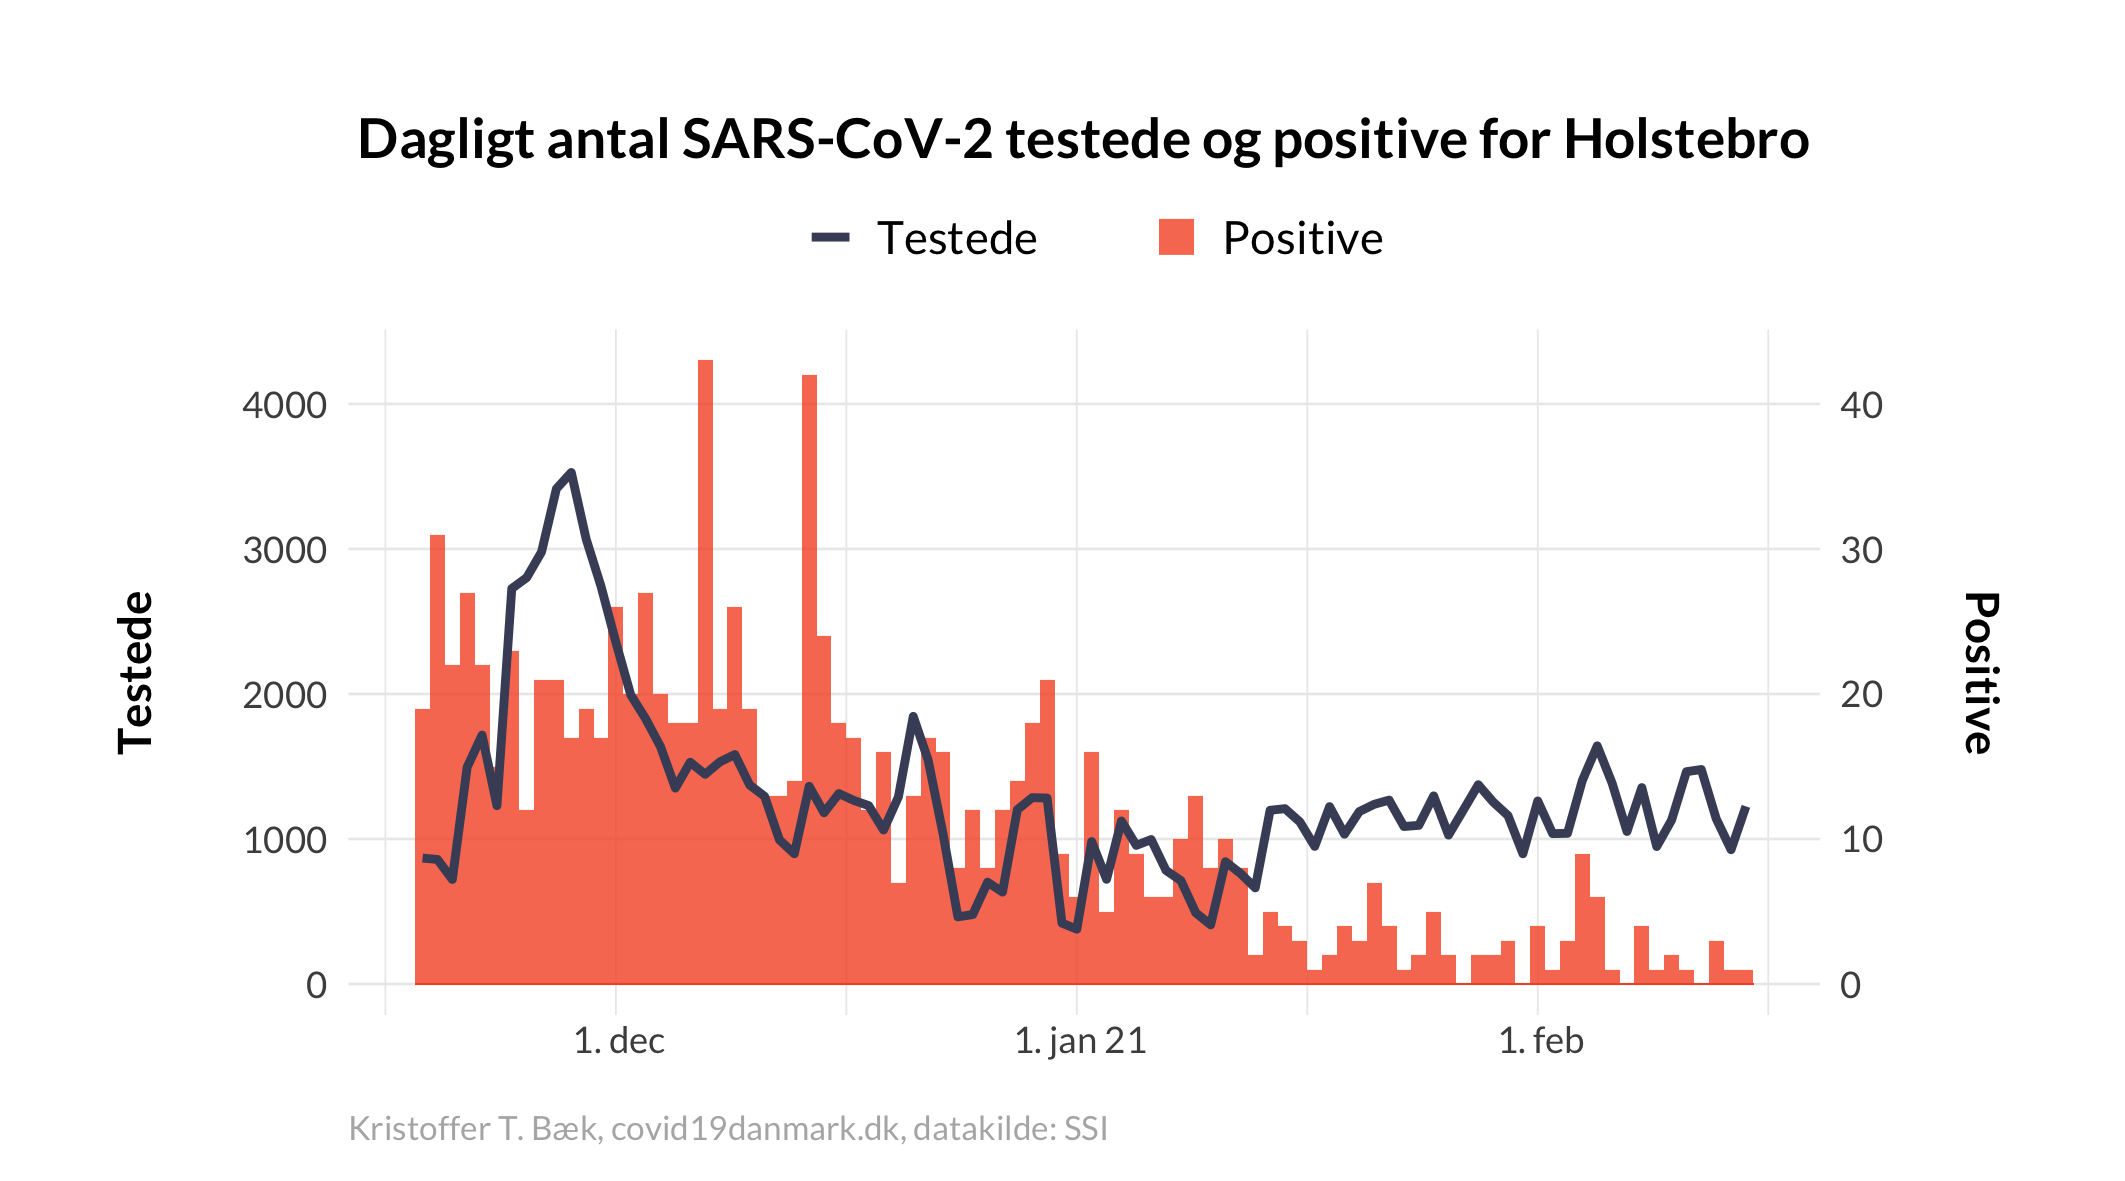 Dagligt antal SARS-CoV-2 testede og positive for Holstebro
Testede
Positive
4000
3000
2000
1000
0
40
30
20
10
0
Testede
Positive
1. dec
1. jan 21
1. feb
Kristoffer T. Bæk, covid19danmark.dk, datakilde: SSI